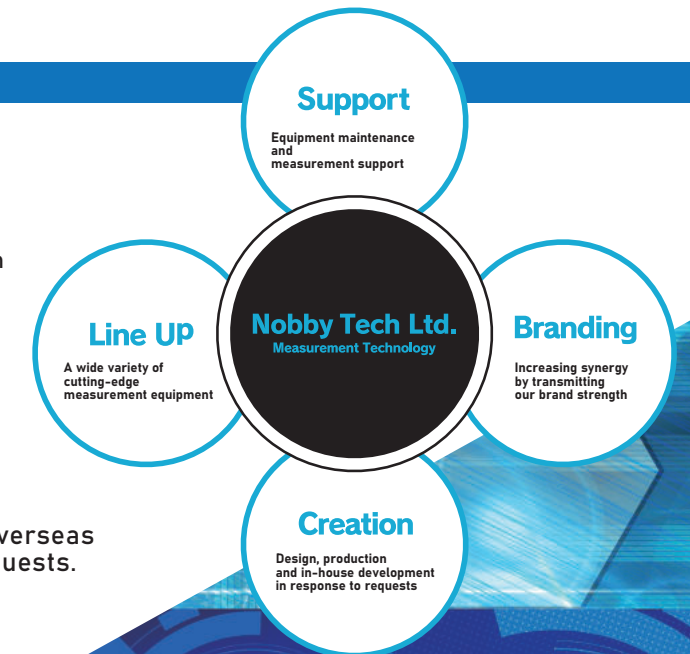 Support
Equipment maintenance
and
measurement support
Line UP
A wide variety of
cutting-edge
measurement equipment
Nobby Tech Ltd.
Measurement Technology
Branding
Increasing synergy
by transmitting
our brand strength
uests.
Creation
Design, production
and in-house development
in response to requests